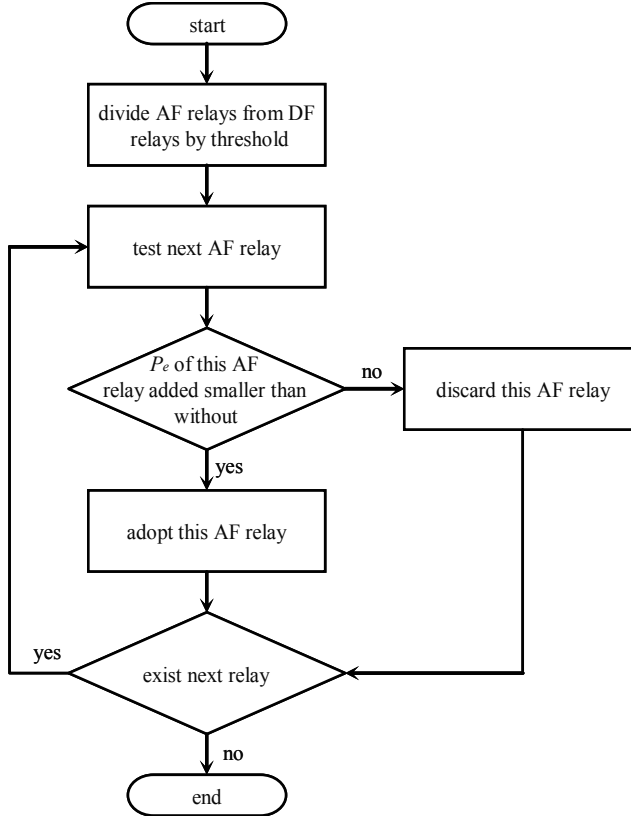 start
divide AF relays from DF
relays by threshold
test next AF relay
Pe of this AF
relay added smaller than
without
no
discard this AF relay
yes
adopt this AF relay
yes
exist next relay
no
end